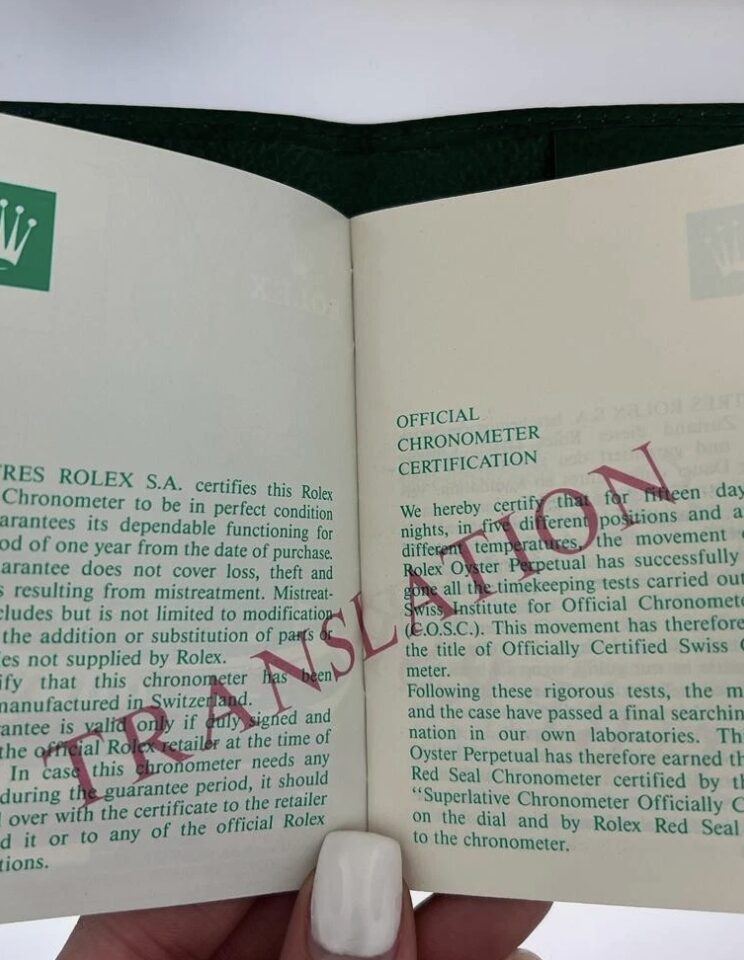 TRES ROLEX S.A. certifies this Rolex
Chronometer to be in perfect condition
arantees its dependable functioning for
od of one year from the date of purchase.
arantee does not cover loss, theft and
s resulting from mistreatment. Mistreat-
cludes but is not limited to modification
the addition or substitution of parts or
ies not supplied by Rolex.
ify that this chronometer has been
manufactured in Switzerland.
rantee is valid only if duly signed and
the official Rolex retailer at the time of
In case this chronometer needs any
during the guarantee period, it should
over with the certificate to the retailer
d it or to any of the official Rolex
tions.
TRANSLATION
OFFICIAL
CHRONOMETER
CERTIFICATION
We hereby certify that for fifteen day
nights, in five different positions and a
different temperatures, the movement
Rolex Oyster Perpetual has successfully
gone all the timekeeping tests carried out
Swiss Institute for Official Chronomet
(C.O.S.C.). This movement has therefore
the title of Officially Certified Swiss C
meter.
Following these rigorous tests, the m
and the case have passed a final searchin
nation in our own laboratories. Th
Oyster Perpetual has therefore earned th
Red Seal Chronometer certified by th
“Superlative Chronometer Officially C
on the dial and by Rolex Red Seal
to the chronometer.